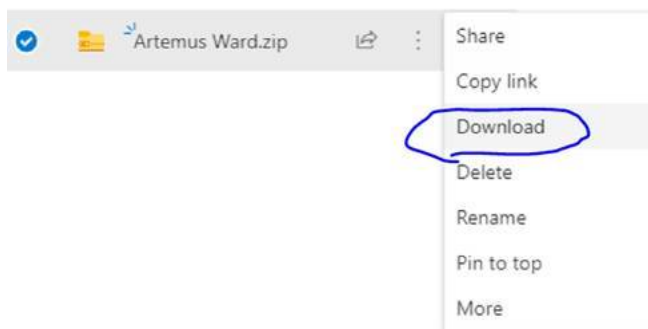 Artemus Ward.zip
Share
Copy link
Download
Delete
Rename
Pin to top
More